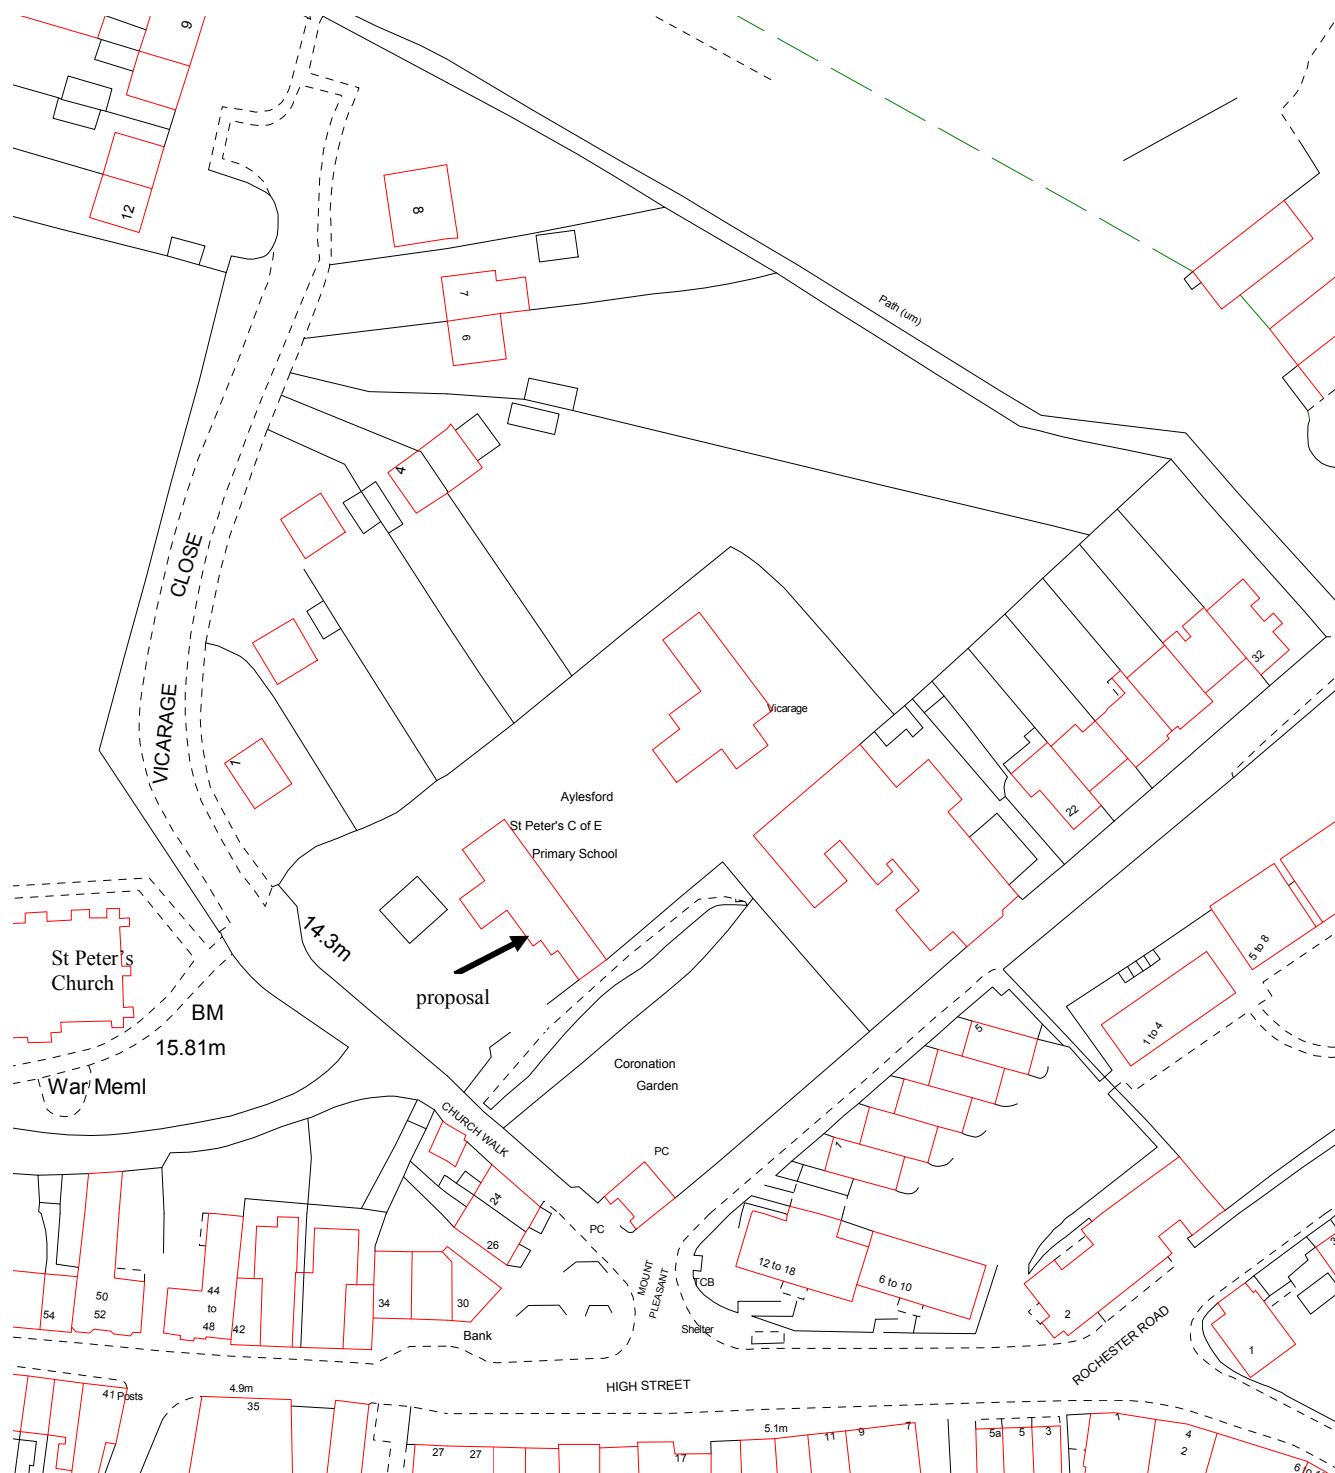 9
12
8
7
6
Path (um)
4
CLOSE
VICARAGE
1
32
22
Vicarage
Aylesford
St Peter's C of E
Primary School
14.3m
St Peter's
Church
proposal
BM
15.81m
War Meml
5 to 8
1 to 4
5
1
Coronation
Garden
CHURCH WALK
PC
PC
24
26
MOUNT
PLEASANT
TCB
Shelter
12 to 18
6 to 10
2
ROCHESTER ROAD
1
3
54
50
52
44
to
48
42
34
30
Bank
HIGH STREET
41
Posts
4.9m
35
27
27
17
5.1m
11
9
7
5a
5
3
1
4
2